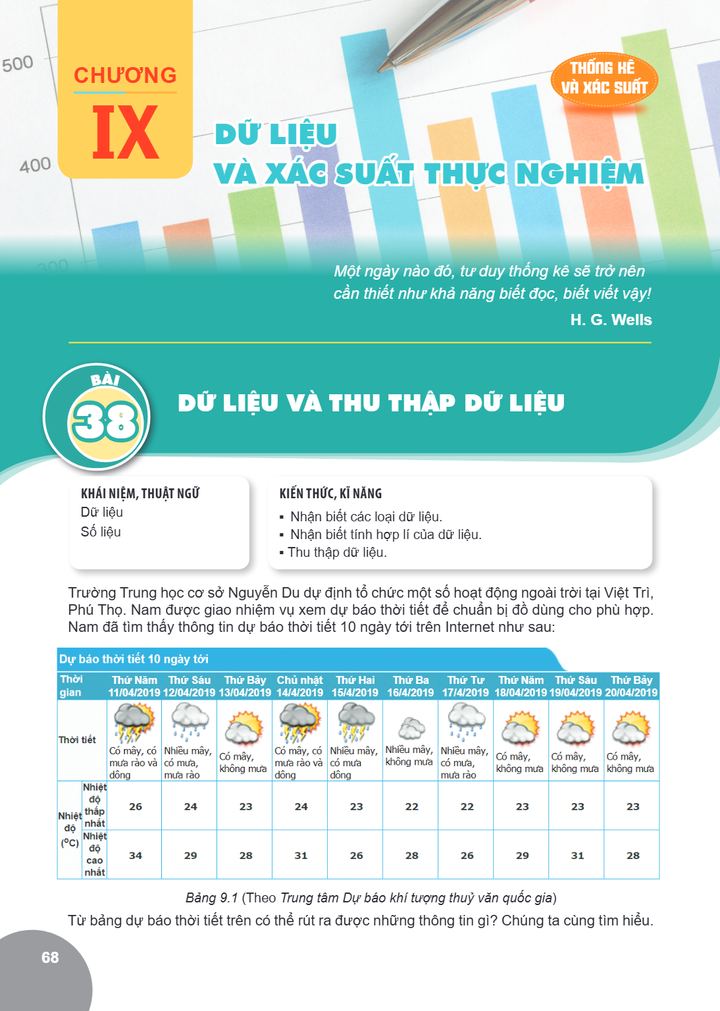 500
400
300
CHƯƠNG
IX
THỐNG KÊ
VÀ XÁC SUẤT
DỮ LIỆU
VÀ XÁC SUẤT THỰC NGHIỆM
Một ngày nào đó, tư duy thống kê sẽ trở nên
cần thiết như khả năng biết đọc, biết viết vậy!
H. G. Wells
BÀI
38
DỮ LIỆU VÀ THU THẬP DỮ LIỆU
KHÁI NIỆM, THUẬT NGỮ
Dữ liệu
Số liệu
KIẾN THỨC, KĨ NĂNG
▪ Nhận biết các loại dữ liệu.
▪ Nhận biết tính hợp lí của dữ liệu.
▪ Thu thập dữ liệu.
Trường Trung học cơ sở Nguyễn Du dự định tổ chức một số hoạt động ngoài trời tại Việt Trì,
Phú Thọ. Nam được giao nhiệm vụ xem dự báo thời tiết để chuẩn bị đồ dùng cho phù hợp.
Nam đã tìm thấy thông tin dự báo thời tiết 10 ngày tới trên Internet như sau:
Dự báo thời tiết 10 ngày tới
Thời gian Thứ Năm 11/04/2019 Thứ Sáu 12/04/2019 Thứ Bảy 13/04/2019 Chủ nhật 14/4/2019 Thứ Hai 15/4/2019 Thứ Ba 16/4/2019 Thứ Tư 17/4/2019 Thứ Năm 18/04/2019 Thứ Sáu 19/04/2019 Thứ Bảy 20/04/2019
Thời tiết Có mây, có mưa rào và dông Nhiều mây, có mưa, mưa rào Có mây, không mưa Có mây, có mưa rào và dông Nhiều mây, có mưa dông Nhiều mây, không mưa Nhiều mây, có mưa, mưa rào Có mây, không mưa Có mây, không mưa Có mây, không mưa
Nhiệt độ (°C) Nhiệt độ thấp nhất 26 24 23 24 23 22 22 23 23 23
Nhiệt độ cao nhất 34 29 28 31 26 28 26 29 31 28
Bảng 9.1 (Theo Trung tâm Dự báo khí tượng thuỷ văn quốc gia)
Từ bảng dự báo thời tiết trên có thể rút ra được những thông tin gì? Chúng ta cùng tìm hiểu.
68